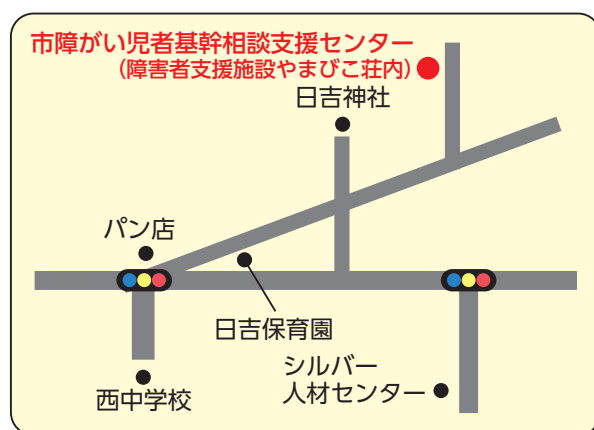 市障がい児者基幹相談支援センター
（障害者支援施設やまびこ荘内）
日吉神社
パン店
日吉保育園
シルバー
人材センター
西中学校